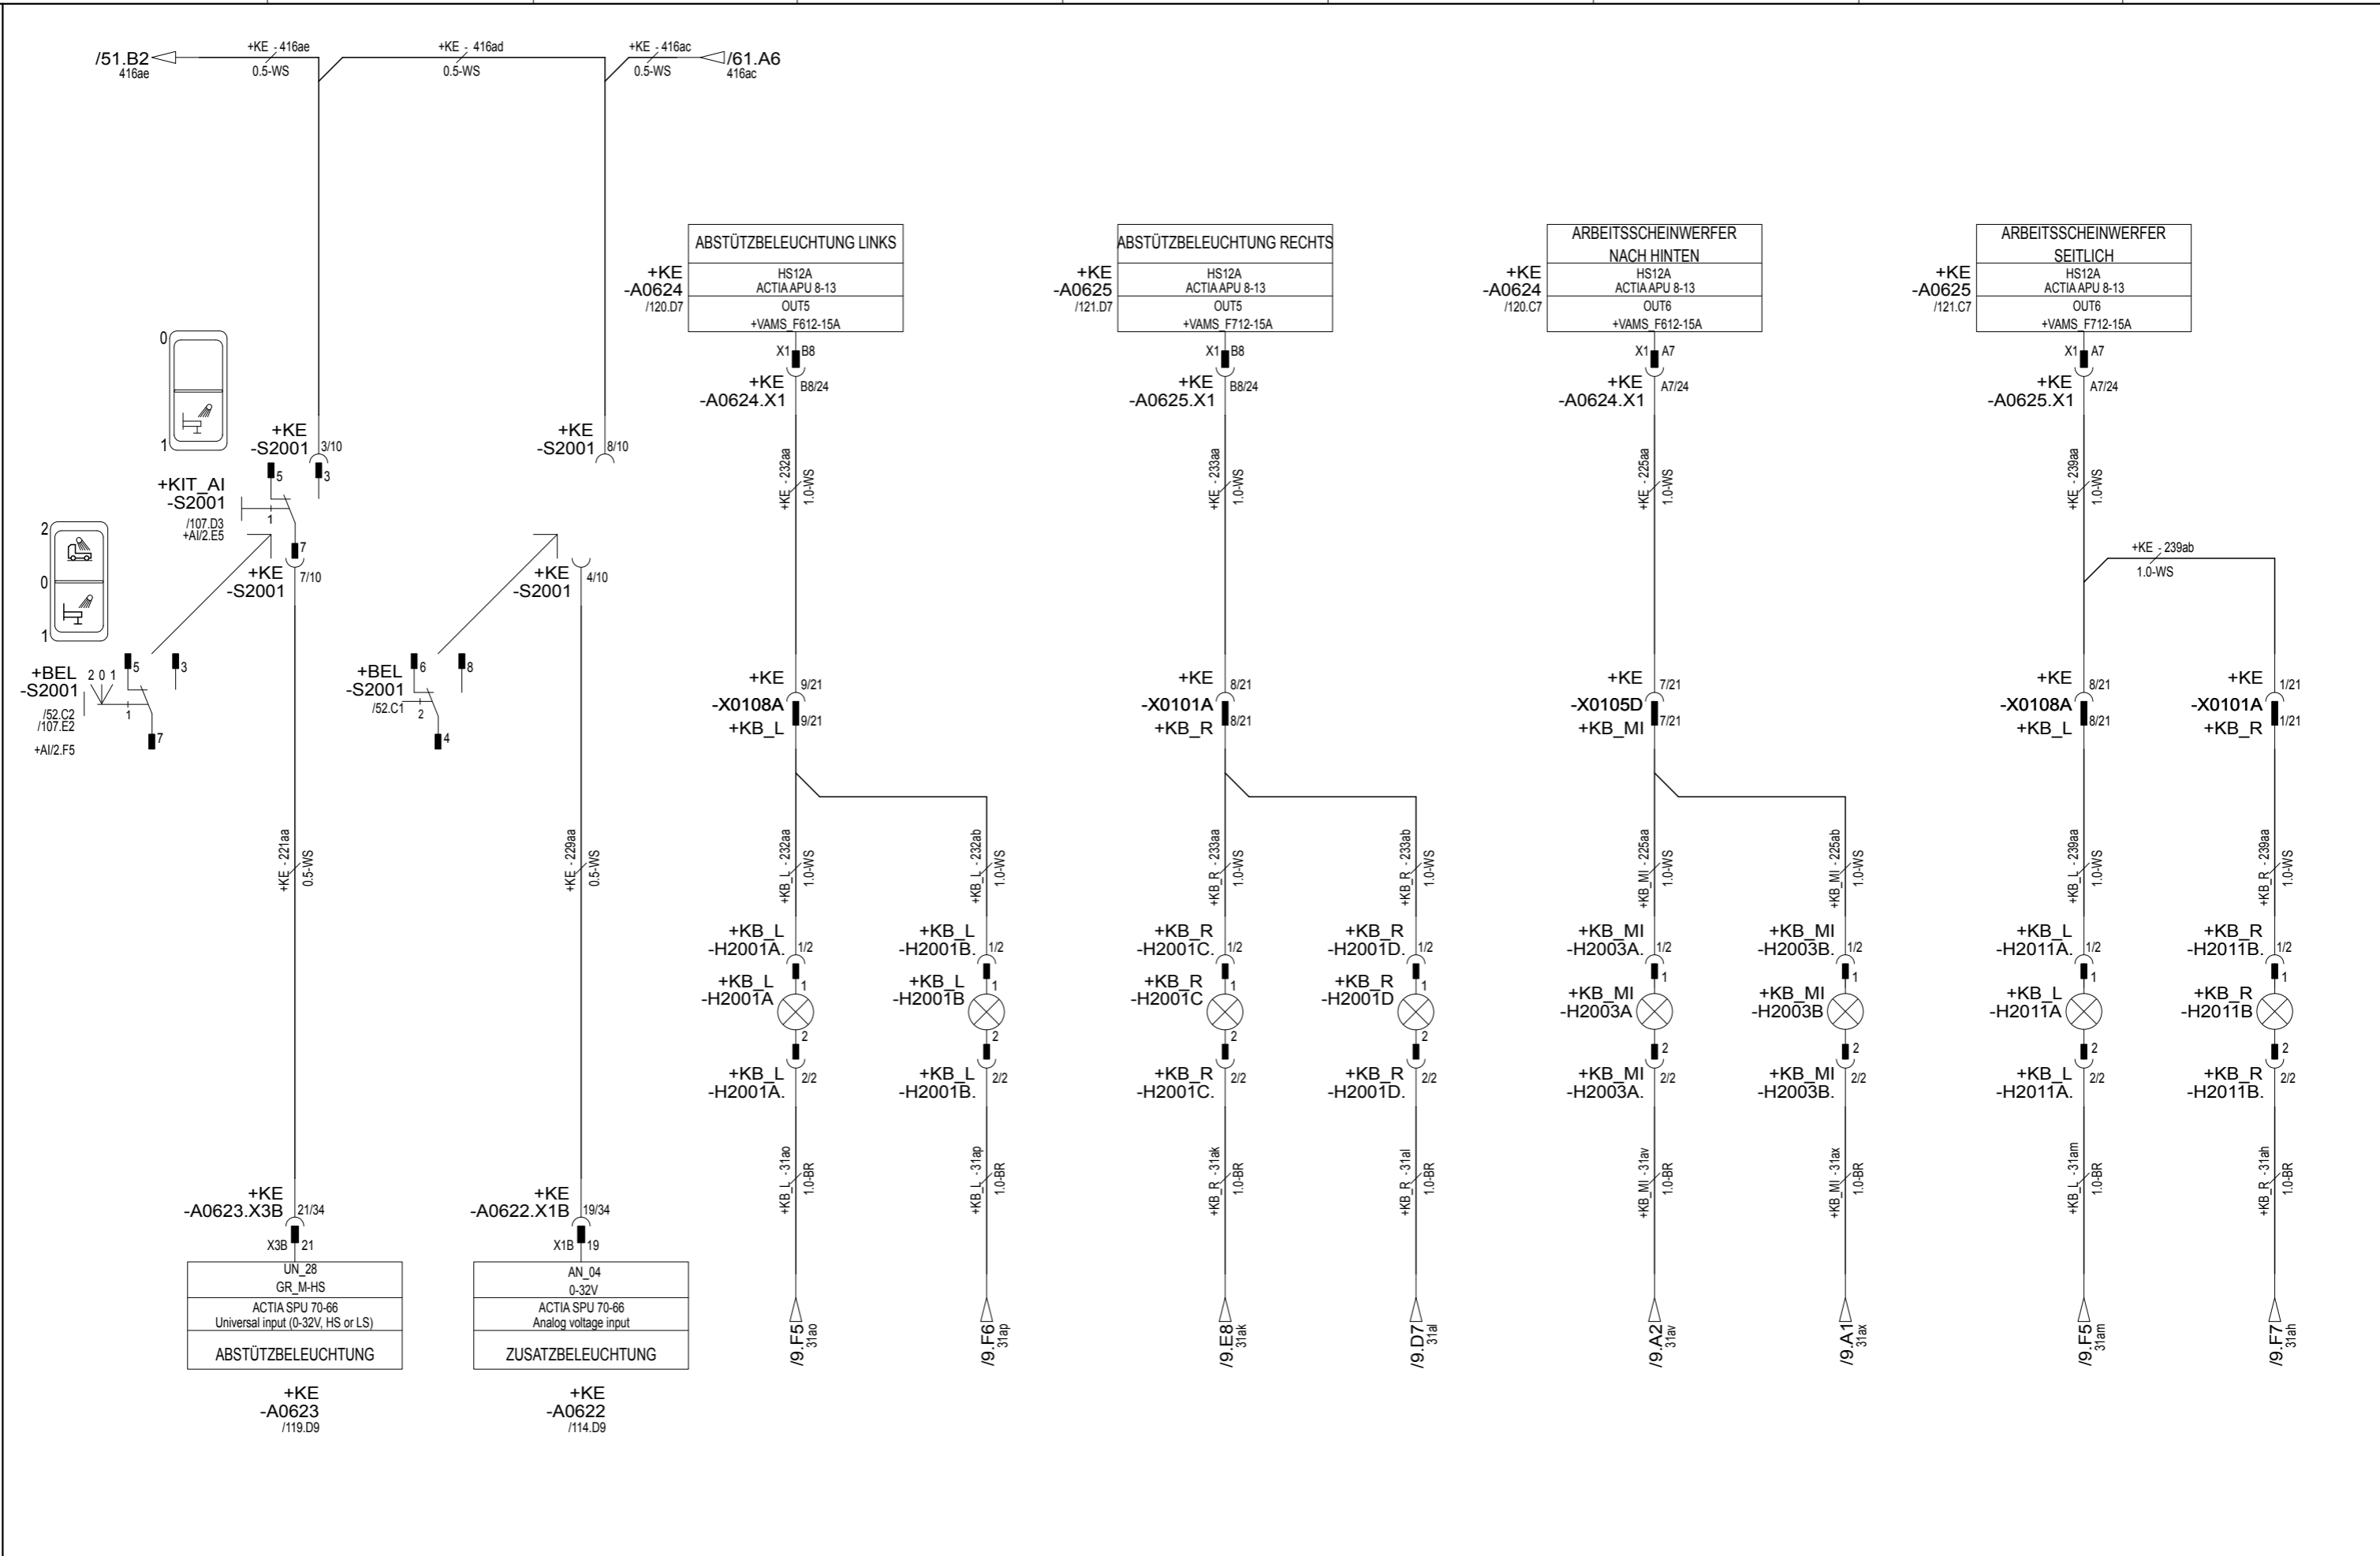 /51.B2
416ae
+KE - 416ae
0.5-WS
+KE - 416ad
0.5-WS
+KE - 416ac
0.5-WS
/61.A6
416ac
0
1
+KE
-S2001
3/10
5
3
+KIT_AI
-S2001
/107.D3
+AI/2.E5
1
7
+KE
-S2001
7/10
2
0
1
+BEL
-S2001
/52.C2
/107.E2
+AI/2.F5
2 0 1
5
3
1
7
+KE - 221aa
0.5-WS
+KE
-A0623.X3B
21/34
X3B
21
UN_28
GR_M-HS
ACTIA SPU 70-66
Universal input (0-32V, HS or LS)
ABSTÜTZBELEUCHTUNG
+KE
-A0623
/119.D9
+KE
-S2001
8/10
+KE
-S2001
4/10
+BEL
-S2001
/52.C1
6
8
2
4
+KE - 229aa
0.5-WS
+KE
-A0622.X1B
19/34
X1B
19
AN_04
0-32V
ACTIA SPU 70-66
Analog voltage input
ZUSATZBELEUCHTUNG
+KE
-A0622
/114.D9
ABSTÜTZBELEUCHTUNG LINKS
HS12A
ACTIA APU 8-13
OUT5
+VAMS_F612-15A
+KE
-A0624
/120.D7
X1
B8
+KE
-A0624.X1
B8/24
+KE - 232aa
1.0-WS
+KE
-X0108A
+KB_L
9/21
9/21
+KB_L - 232aa
1.0-WS
+KB_L - 232ab
1.0-WS
+KB_L
-H2001A.
1/2
1
+KB_L
-H2001A
2
+KB_L
-H2001A.
2/2
+KB_L - 31ao
1.0-BR
/9.F5
31ao
+KB_L
-H2001B.
1/2
1
+KB_L
-H2001B
2
+KB_L
-H2001B.
2/2
+KB_L - 31ap
1.0-BR
/9.F6
31ap
ABSTÜTZBELEUCHTUNG RECHTS
HS12A
ACTIA APU 8-13
OUT5
+VAMS_F712-15A
+KE
-A0625
/121.D7
X1
B8
+KE
-A0625.X1
B8/24
+KE - 233aa
1.0-WS
+KE
-X0101A
+KB_R
8/21
8/21
+KB_R - 233aa
1.0-WS
+KB_R - 233ab
1.0-WS
+KB_R
-H2001C.
1/2
1
+KB_R
-H2001C
2
+KB_R
-H2001C.
2/2
+KB_R - 31ak
1.0-BR
/9.E8
31ak
+KB_R
-H2001D.
1/2
1
+KB_R
-H2001D
2
+KB_R
-H2001D.
2/2
+KB_R - 31al
1.0-BR
/9.D7
31al
ARBEITSSCHEINWERFER
NACH HINTEN
HS12A
ACTIA APU 8-13
OUT6
+VAMS_F612-15A
+KE
-A0624
/120.C7
X1
A7
+KE
-A0624.X1
A7/24
+KE - 225aa
1.0-WS
+KE
-X0105D
+KB_MI
7/21
7/21
+KB_MI - 225aa
1.0-WS
+KB_MI - 225ab
1.0-WS
+KB_MI
-H2003A.
1/2
1
+KB_MI
-H2003A
2
+KB_MI
-H2003A.
2/2
+KB_MI - 31av
1.0-BR
/9.A2
31av
+KB_MI
-H2003B.
1/2
1
+KB_MI
-H2003B
2
+KB_MI
-H2003B.
2/2
+KB_MI - 31ax
1.0-BR
/9.A1
31ax
ARBEITSSCHEINWERFER
SEITLICH
HS12A
ACTIA APU 8-13
OUT6
+VAMS_F712-15A
+KE
-A0625
/121.C7
X1
A7
+KE
-A0625.X1
A7/24
+KE - 239aa
1.0-WS
+KE - 239ab
1.0-WS
+KE
-X0108A
+KB_L
8/21
8/21
+KE
-X0101A
+KB_R
1/21
1/21
+KB_L - 239aa
1.0-WS
+KB_R - 239aa
1.0-WS
+KB_L
-H2011A.
1/2
1
+KB_L
-H2011A
2
+KB_L
-H2011A.
2/2
+KB_L - 31am
1.0-BR
/9.F5
31am
+KB_R
-H2011B.
1/2
1
+KB_R
-H2011B
2
+KB_R
-H2011B.
2/2
+KB_R - 31ah
1.0-BR
/9.F7
31ah